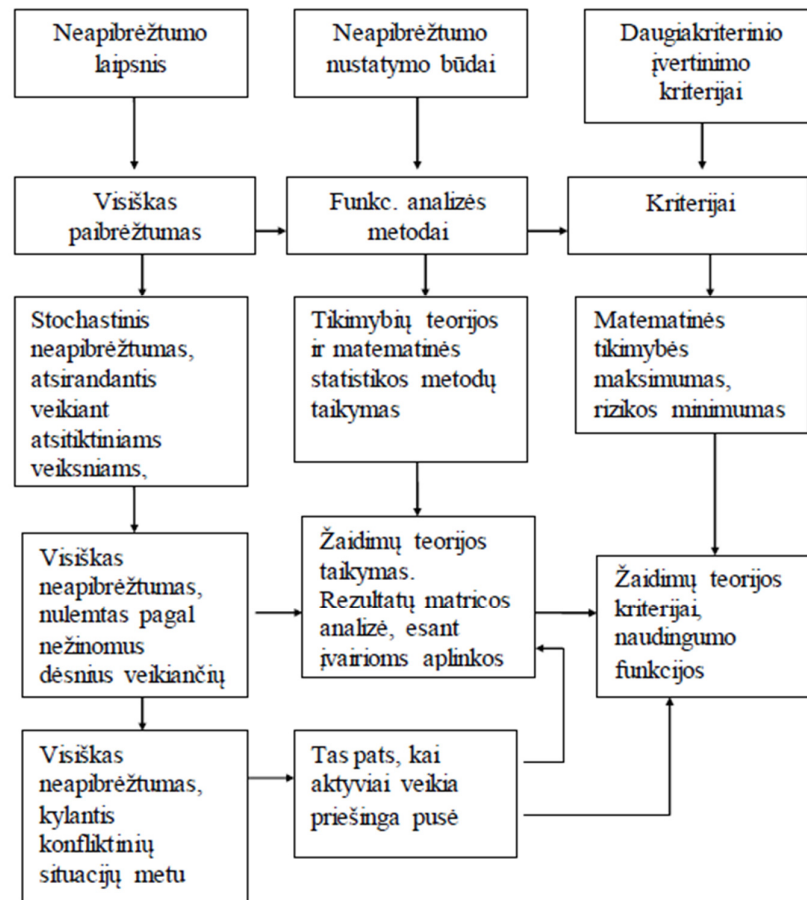 Neapibrėžtumo
laipsnis
Neapibrėžtumo
nustatymo būdai
Daugiakriterinio
įvertinimo
kriterijai
Visiškas
paibrėžtumas
Funkc. analizės
metodai
Kriterijai
Stochastinis
neapibrėžtumas,
atsirandantis
veikiant
atsitiktiniams
veiksniams,
Tikimybių teorijos
ir matematinės
statistikos metodų
taikymas
Matematinės
tikimybės
maksimumas,
rizikos minimumas
Visiškas
neapibrėžtumas,
nulemtas pagal
nežinomus
dėsnius veikiančių
Žaidimų teorijos
taikymas.
Rezultatų matricos
analizė, esant
įvairioms aplinkos
Žaidimų teorijos
kriterijai,
naudingumo
funkcijos
Visiškas
neapibrėžtumas,
kylantis
konfliktinių
situacijų metu
Tas pats, kai
aktyviai veikia
priešinga pusė